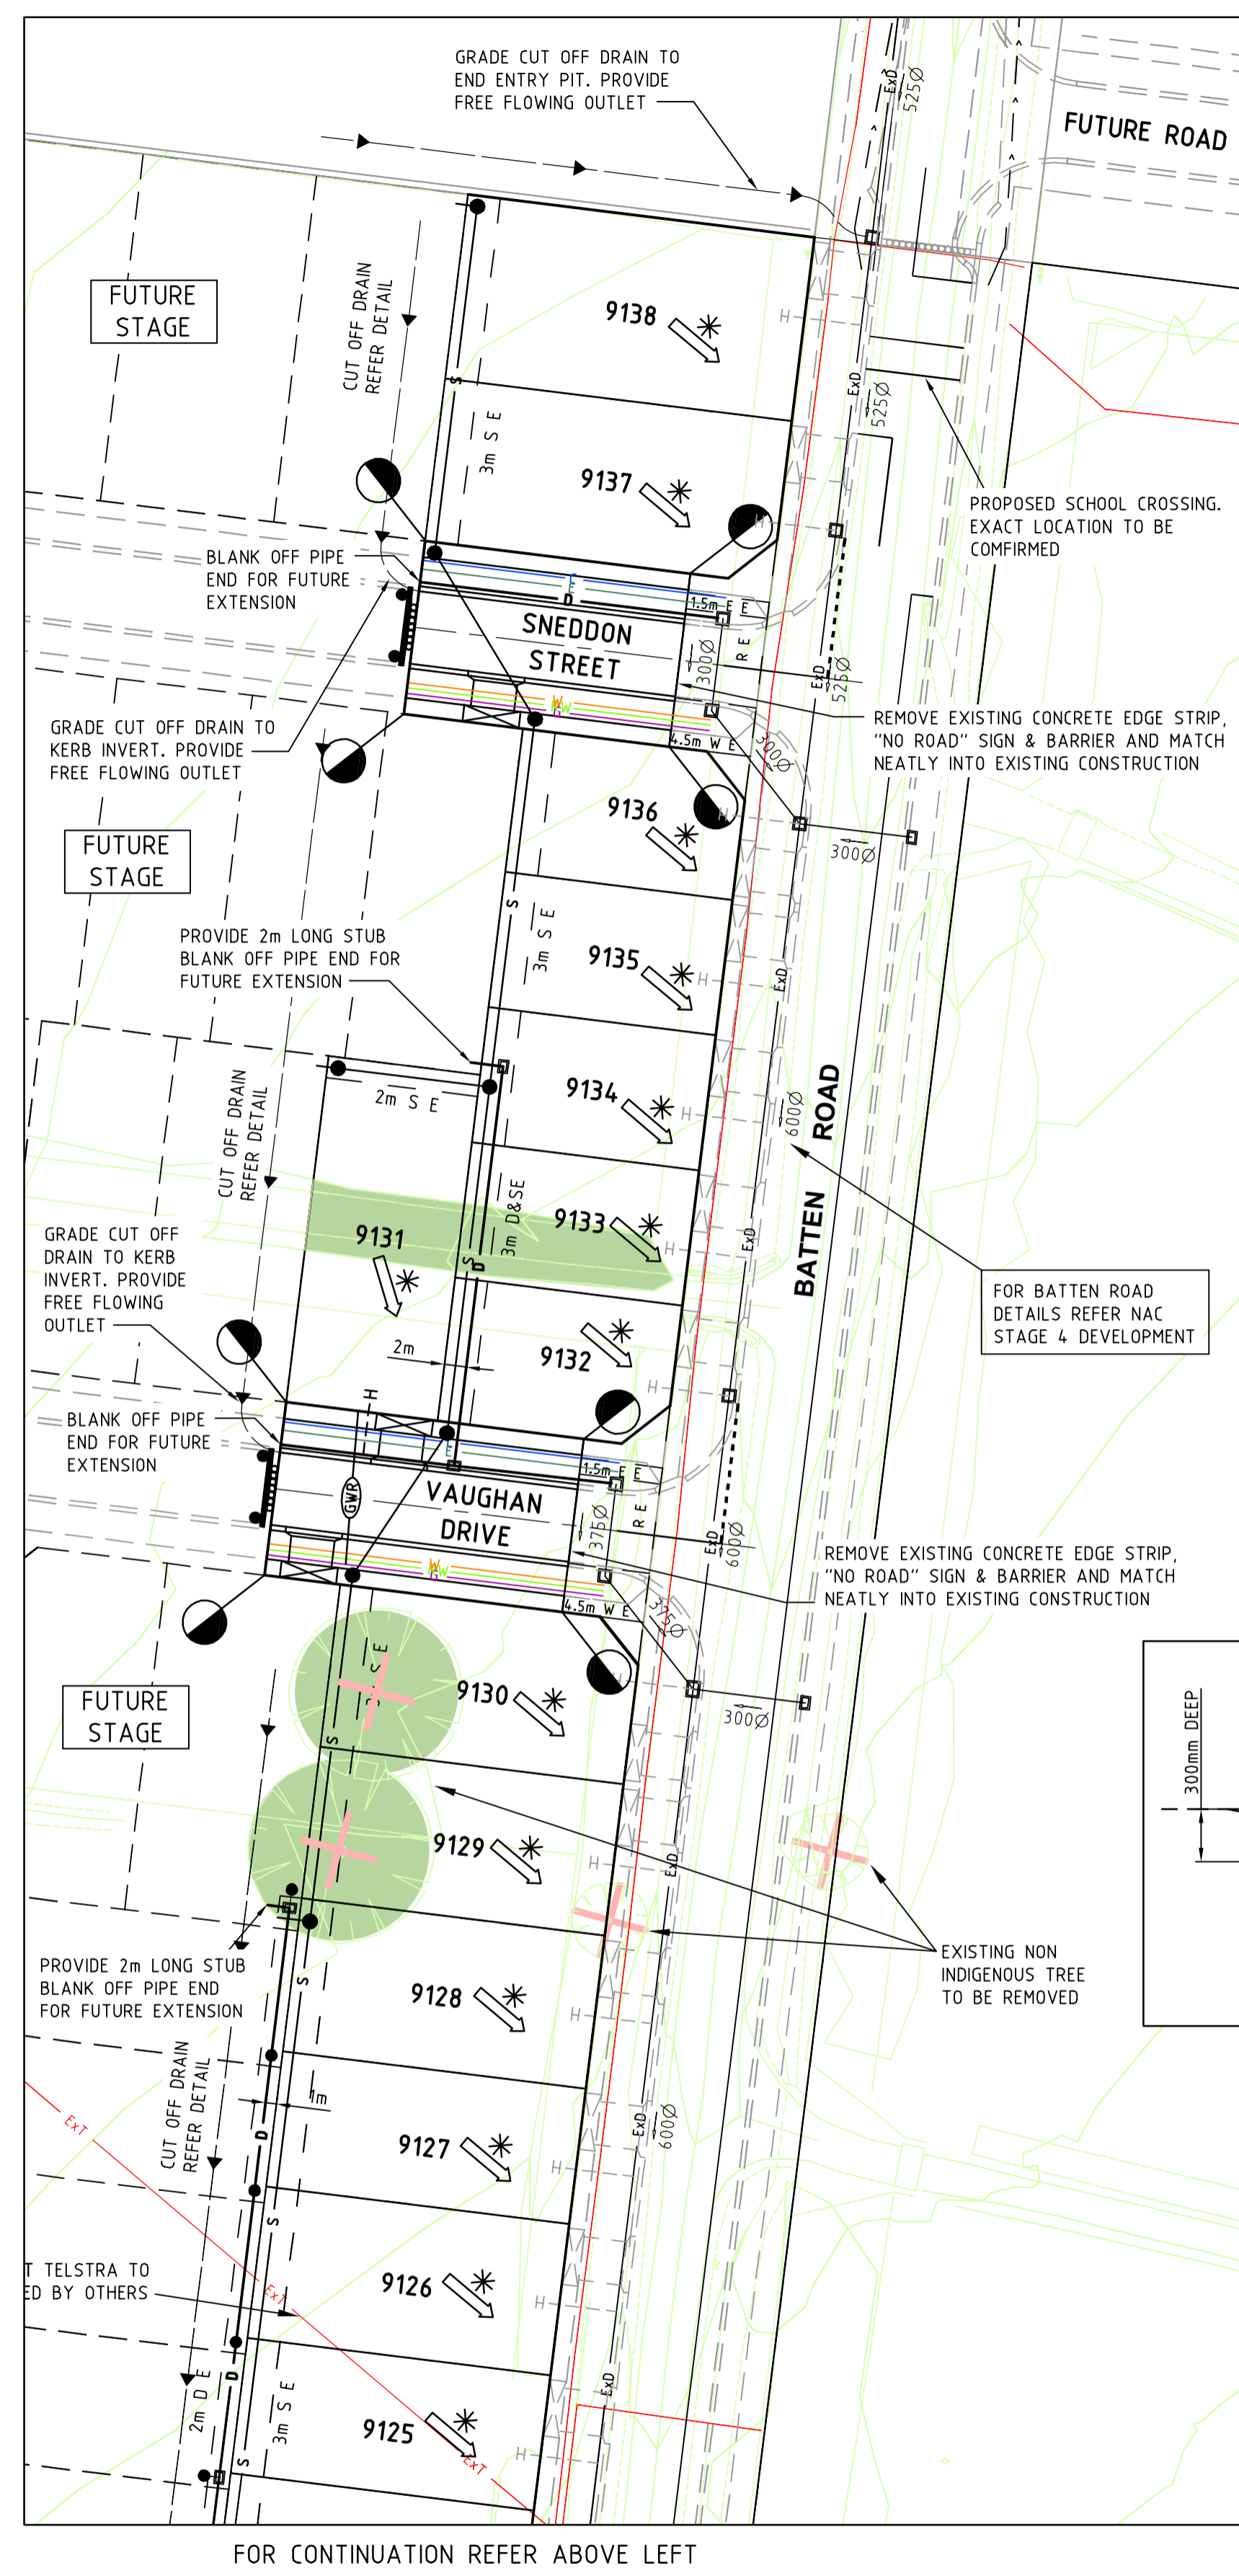 GRADE CUT OFF DRAIN TO
END ENTRY PIT. PROVIDE
FREE FLOWING OUTLET
ExD
525Ø
FUTURE ROAD
FUTURE
STAGE
CUT OFF DRAIN
REFER DETAIL
9138
S
3m S E
H
ExD
525Ø
9137
H
PROPOSED SCHOOL CROSSING.
EXACT LOCATION TO BE
COMFIRMED
BLANK OFF PIPE
END FOR FUTURE
EXTENSION
E
D
1.5m E E
SNEDDON
STREET
300Ø
R E
ExD
525Ø
W
4.5m W E
300Ø
GRADE CUT OFF DRAIN TO
KERB INVERT. PROVIDE
FREE FLOWING OUTLET
REMOVE EXISTING CONCRETE EDGE STRIP,
"NO ROAD" SIGN & BARRIER AND MATCH
NEATLY INTO EXISTING CONSTRUCTION
9136
H
300Ø
FUTURE
STAGE
S
3m S E
PROVIDE 2m LONG STUB
BLANK OFF PIPE END FOR
FUTURE EXTENSION
9135
H
ExD
CUT OFF DRAIN
REFER DETAIL
2m S E
9134
H
600Ø
BATTEN ROAD
GRADE CUT OFF
DRAIN TO KERB
INVERT. PROVIDE
FREE FLOWING
OUTLET
9131
3m D&SE
9133
H
ExD
S
D
FOR BATTEN ROAD
DETAILS REFER NAC
STAGE 4 DEVELOPMENT
2m
9132
H
BLANK OFF PIPE
END FOR FUTURE
EXTENSION
H
E
1.5m E E
GWR
VAUGHAN
DRIVE
375Ø
R E
ExD
600Ø
W
4.5m W E
375Ø
REMOVE EXISTING CONCRETE EDGE STRIP,
"NO ROAD" SIGN & BARRIER AND MATCH
NEATLY INTO EXISTING CONSTRUCTION
FUTURE
STAGE
S E
9130
H
300Ø
300mm DEEP
S
9129
H
ExD
PROVIDE 2m LONG STUB
BLANK OFF PIPE END
FOR FUTURE EXTENSION
EXISTING NON
INDIGENOUS TREE
TO BE REMOVED
S
9128
H
CUT OFF DRAIN
REFER DETAIL
1m
ExT
D
9127
H
ExD
600Ø
S
T TELSTRA TO
ED BY OTHERS
ExT
9126
H
D
2m D E
3m S E
ExD
9125
H
S
ExT
FOR CONTINUATION REFER ABOVE LEFT